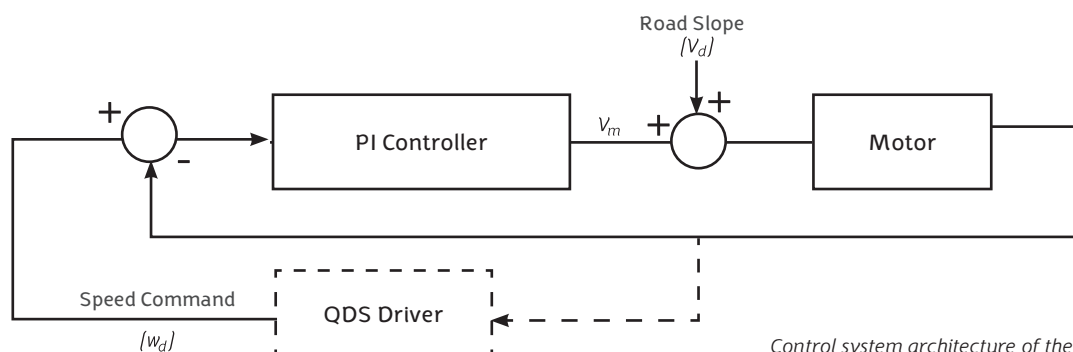 Road Slope
(V_d)
+
+
PI Controller
V_m
+
Motor
-
Speed Command
QDS Driver
(w_d)
Control system architecture of the